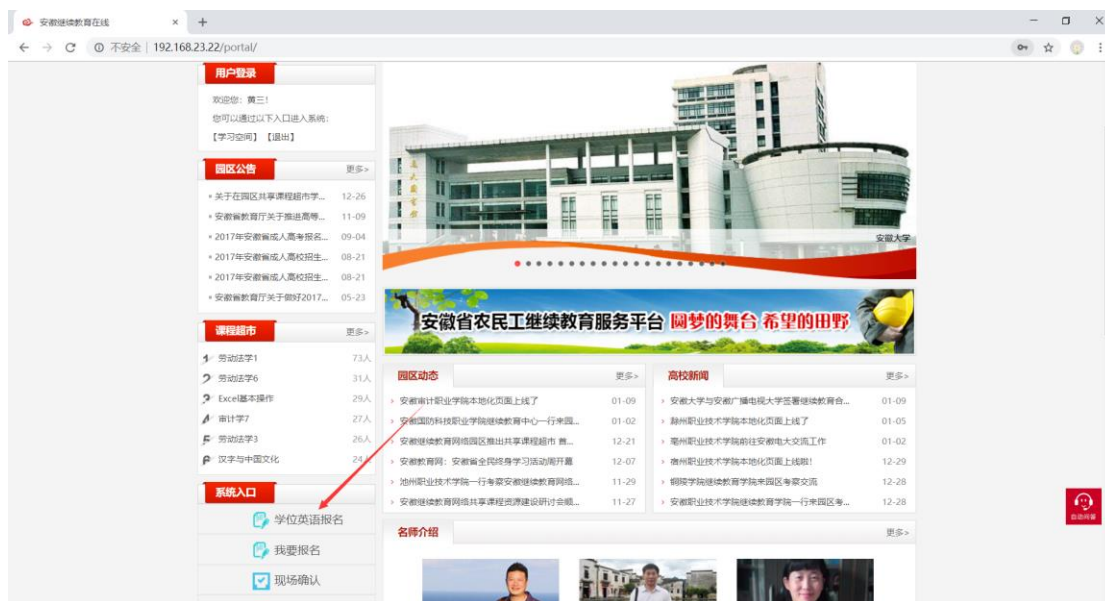 安徽继续教育在线
不安全 | 192.168.23.22/portal/
用户登录
欢迎您：黄三！
您可以通过以下入口进入系统：
【学习空间】【退出】
园区公告 更多>
关于在园区共享课程超市学... 12-26
安徽省教育厅关于推进高等... 11-09
2017年安徽省成人高考报名... 09-04
2017年安徽省成人高校招生... 08-21
2017年安徽省成人高校招生... 08-21
安徽省教育厅关于做好2017... 05-23
课程超市 更多>
1 劳动法学1 73人
2 劳动法学6 31人
3 Excel基本操作 29人
4 审计学7 27人
5 劳动法学3 26人
6 汉字与中国文化 24人
系统入口
学位英语报名
我要报名
现场确认
安徽大学
安徽省农民工继续教育服务平台 圆梦的舞台 希望的田野
园区动态 更多>
安徽审计职业学院本地化页面上线了 01-09
安徽国防科技职业学院继续教育中心一行来园... 01-02
安徽继续教育网络园区推出共享课程超市 首... 12-21
安徽教育网：安徽省全民终身学习活动周开幕 12-07
池州职业技术学院一行考察安徽继续教育网络... 11-29
安徽继续教育网络共享课程资源建设研讨会顺... 11-27
高校新闻 更多>
安徽大学与安徽广播电视大学签署继续教育合... 01-09
滁州职业技术学院本地化页面上线了 01-05
亳州职业技术学院前往安徽电大交流工作 01-02
宿州职业技术学院本地化页面上线啦！ 12-29
铜陵学院继续教育学院来园区考察交流 12-28
安徽职业技术学院继续教育学院一行来园区考... 12-28
名师介绍 更多>
自动问答